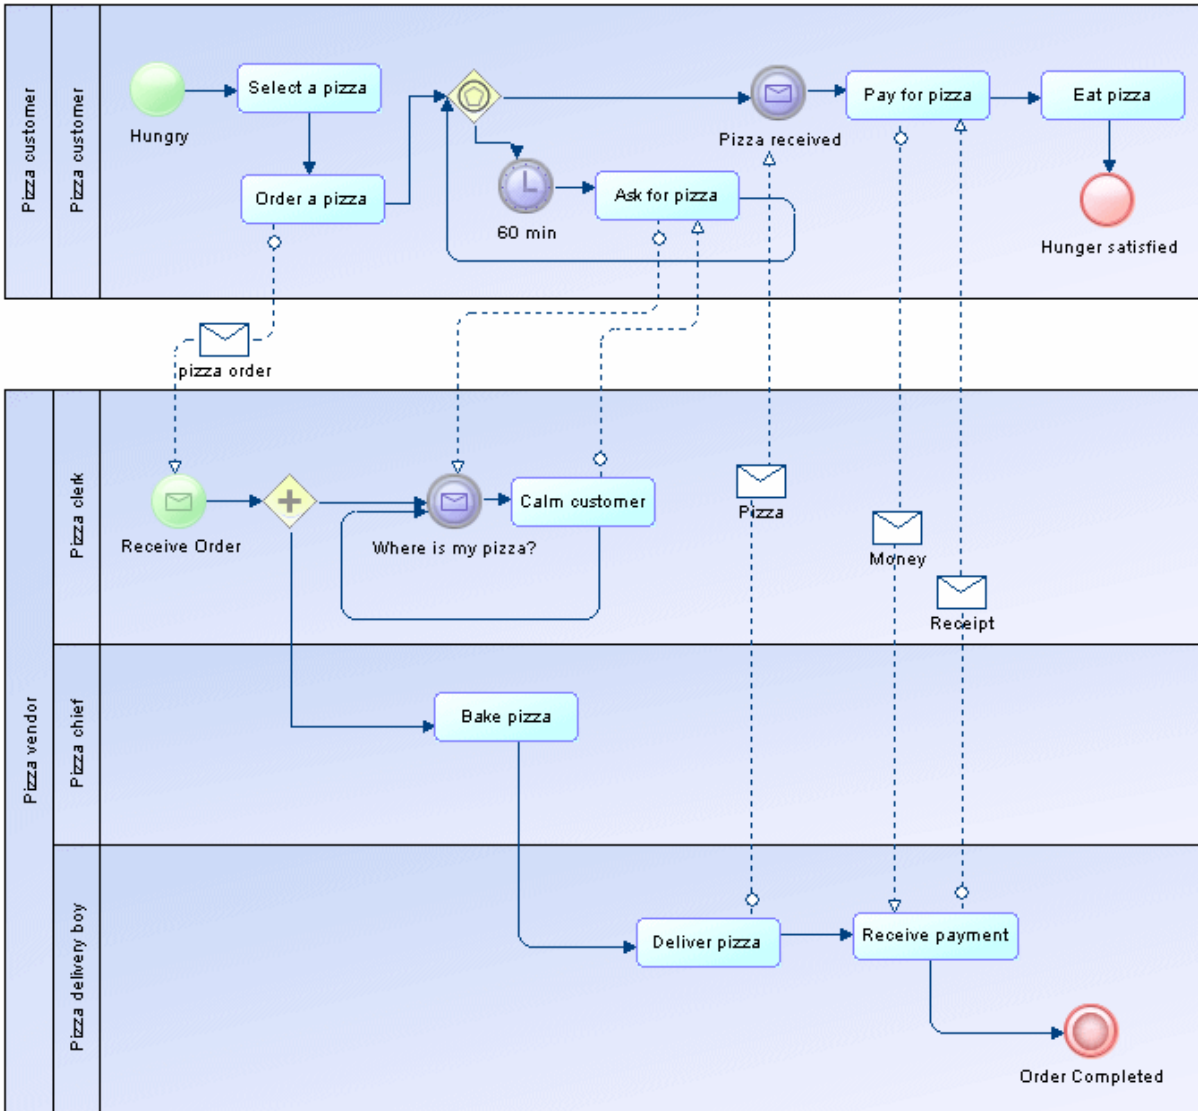 Pizza customer
Pizza customer
Hungry
Select a pizza
Order a pizza
60 min
Ask for pizza
Pizza received
Pay for pizza
Eat pizza
Hunger satisfied
pizza order
Pizza vendor
Pizza clerk
Receive Order
Where is my pizza?
Calm customer
Pizza
Money
Receipt
Pizza chief
Bake pizza
Pizza delivery boy
Deliver pizza
Receive payment
Order Completed